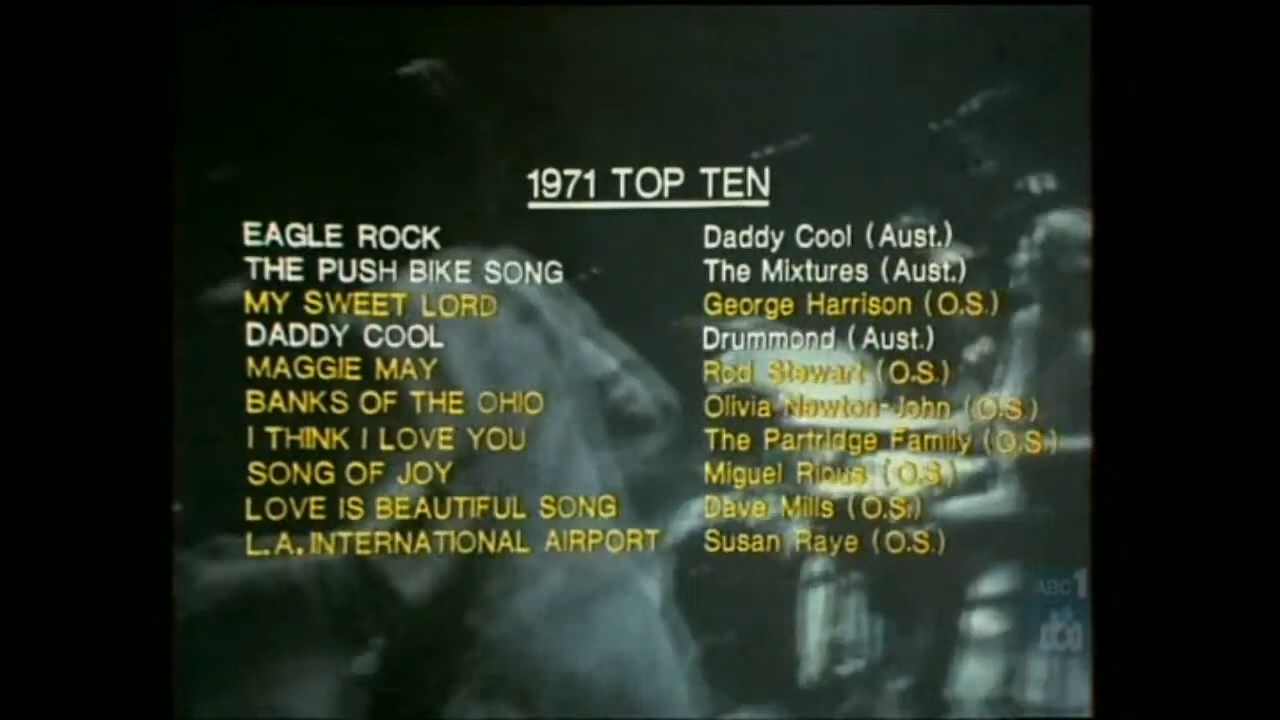 1971 TOP TEN
EAGLE ROCK Daddy Cool (Aust.)
THE PUSH BIKE SONG The Mixtures (Aust.)
MY SWEET LORD George Harrison (O.S.)
DADDY COOL Drummond (Aust.)
MAGGIE MAY Rod Stewart (O.S.)
BANKS OF THE OHIO Olivia Newton-John (O.S.)
I THINK I LOVE YOU The Partridge Family (O.S.)
SONG OF JOY Miguel Rious (O.S.)
LOVE IS BEAUTIFUL SONG Dave Mills (O.S.)
L.A. INTERNATIONAL AIRPORT Susan Raye (O.S.)
ABC1